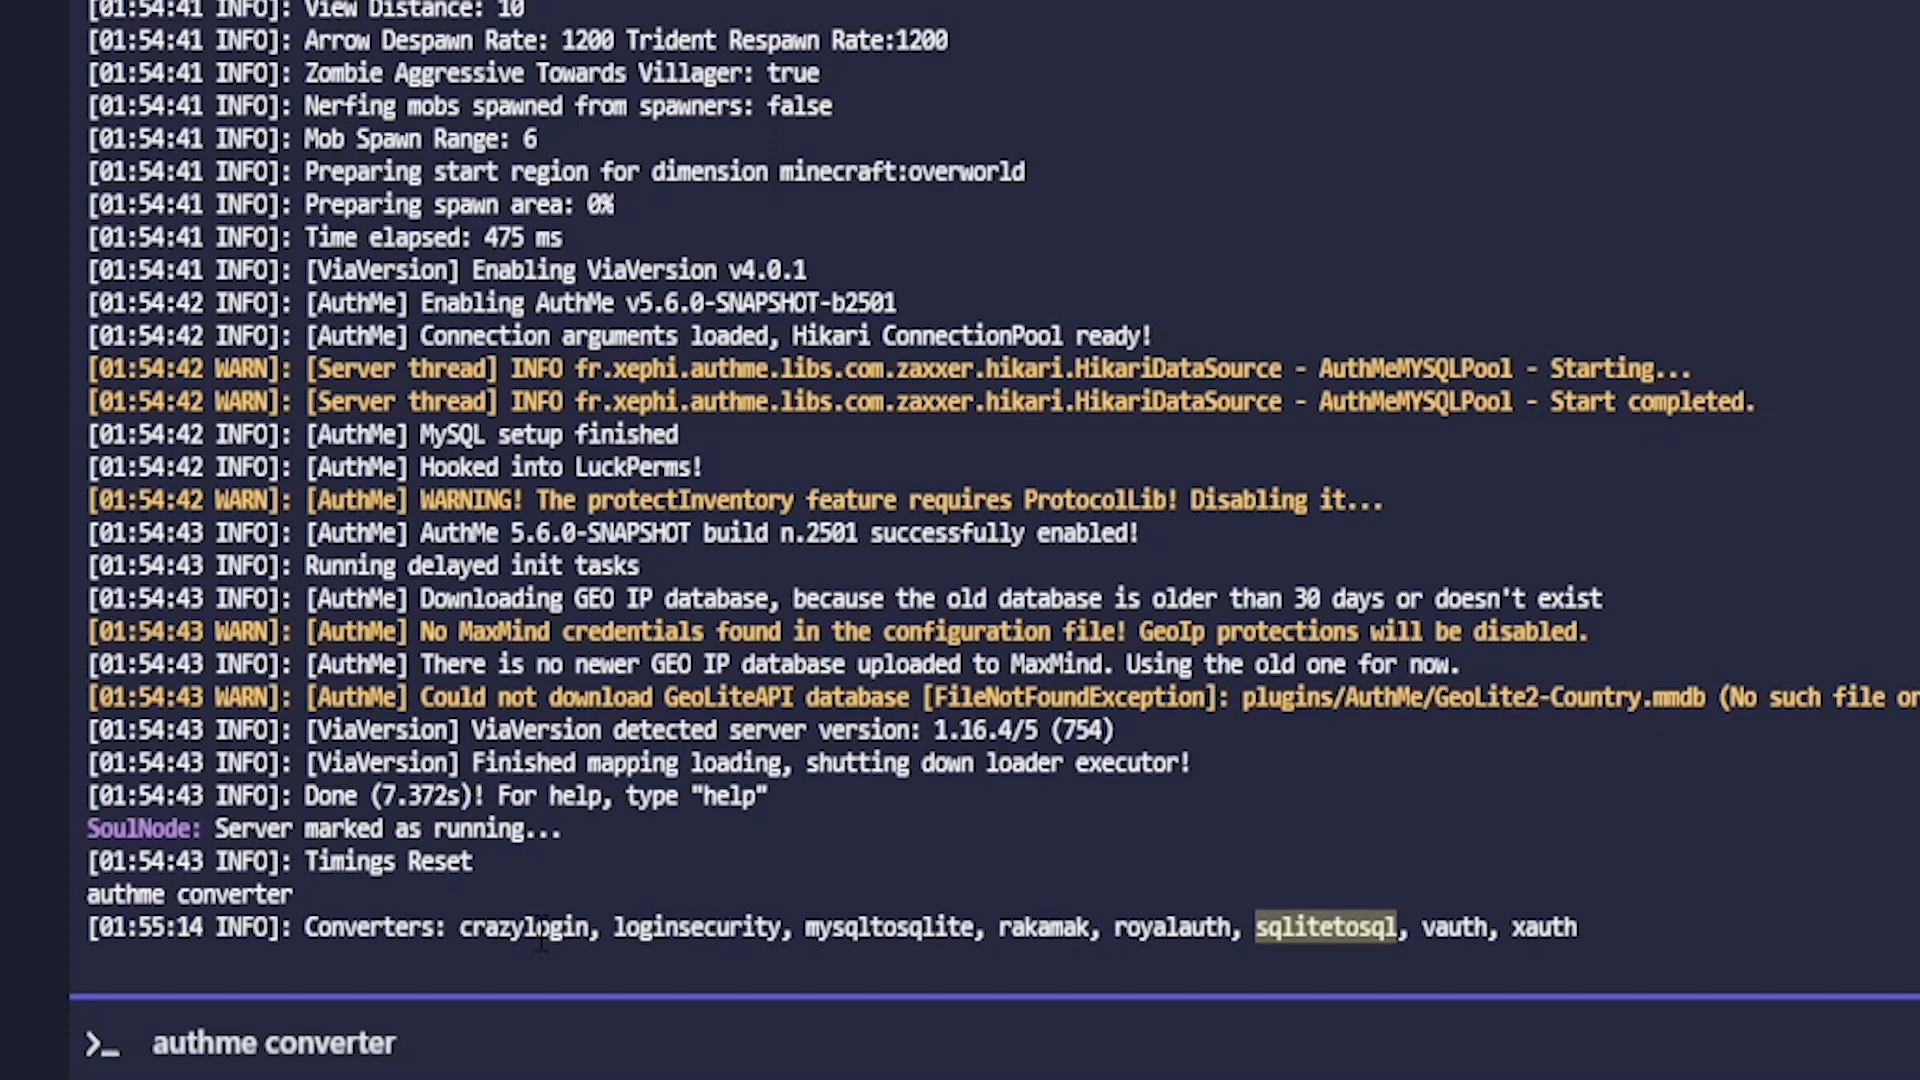 [01:54:41 INFO]: View Distance: 10
[01:54:41 INFO]: Arrow Despawn Rate: 1200 Trident Respawn Rate:1200
[01:54:41 INFO]: Zombie Aggressive Towards Villager: true
[01:54:41 INFO]: Nerfing mobs spawned from spawners: false
[01:54:41 INFO]: Mob Spawn Range: 6
[01:54:41 INFO]: Preparing start region for dimension minecraft:overworld
[01:54:41 INFO]: Preparing spawn area: 0%
[01:54:41 INFO]: Time elapsed: 475 ms
[01:54:41 INFO]: [ViaVersion] Enabling ViaVersion v4.0.1
[01:54:42 INFO]: [AuthMe] Enabling AuthMe v5.6.0-SNAPSHOT-b2501
[01:54:42 INFO]: [AuthMe] Connection arguments loaded, Hikari ConnectionPool ready!
[01:54:42 WARN]: [Server thread] INFO fr.xephi.authme.libs.com.zaxxer.hikari.HikariDataSource - AuthMeMYSQLPool - Starting...
[01:54:42 WARN]: [Server thread] INFO fr.xephi.authme.libs.com.zaxxer.hikari.HikariDataSource - AuthMeMYSQLPool - Start completed.
[01:54:42 INFO]: [AuthMe] MySQL setup finished
[01:54:42 INFO]: [AuthMe] Hooked into LuckPerms!
[01:54:42 WARN]: [AuthMe] WARNING! The protectInventory feature requires ProtocolLib! Disabling it...
[01:54:43 INFO]: [AuthMe] AuthMe 5.6.0-SNAPSHOT build n.2501 successfully enabled!
[01:54:43 INFO]: Running delayed init tasks
[01:54:43 INFO]: [AuthMe] Downloading GEO IP database, because the old database is older than 30 days or doesn't exist
[01:54:43 WARN]: [AuthMe] No MaxMind credentials found in the configuration file! GeoIp protections will be disabled.
[01:54:43 INFO]: [AuthMe] There is no newer GEO IP database uploaded to MaxMind. Using the old one for now.
[01:54:43 WARN]: [AuthMe] Could not download GeoLiteAPI database [FileNotFoundException]: plugins/AuthMe/GeoLite2-Country.mmdb (No such file or
[01:54:43 INFO]: [ViaVersion] ViaVersion detected server version: 1.16.4/5 (754)
[01:54:43 INFO]: [ViaVersion] Finished mapping loading, shutting down loader executor!
[01:54:43 INFO]: Done (7.372s)! For help, type "help"
SoulNode: Server marked as running...
[01:54:43 INFO]: Timings Reset
authme converter
[01:55:14 INFO]: Converters: crazylogin, loginsecurity, mysqltosqlite, rakamak, royalauth, sqlitetosql, vauth, xauth
>_ authme converter